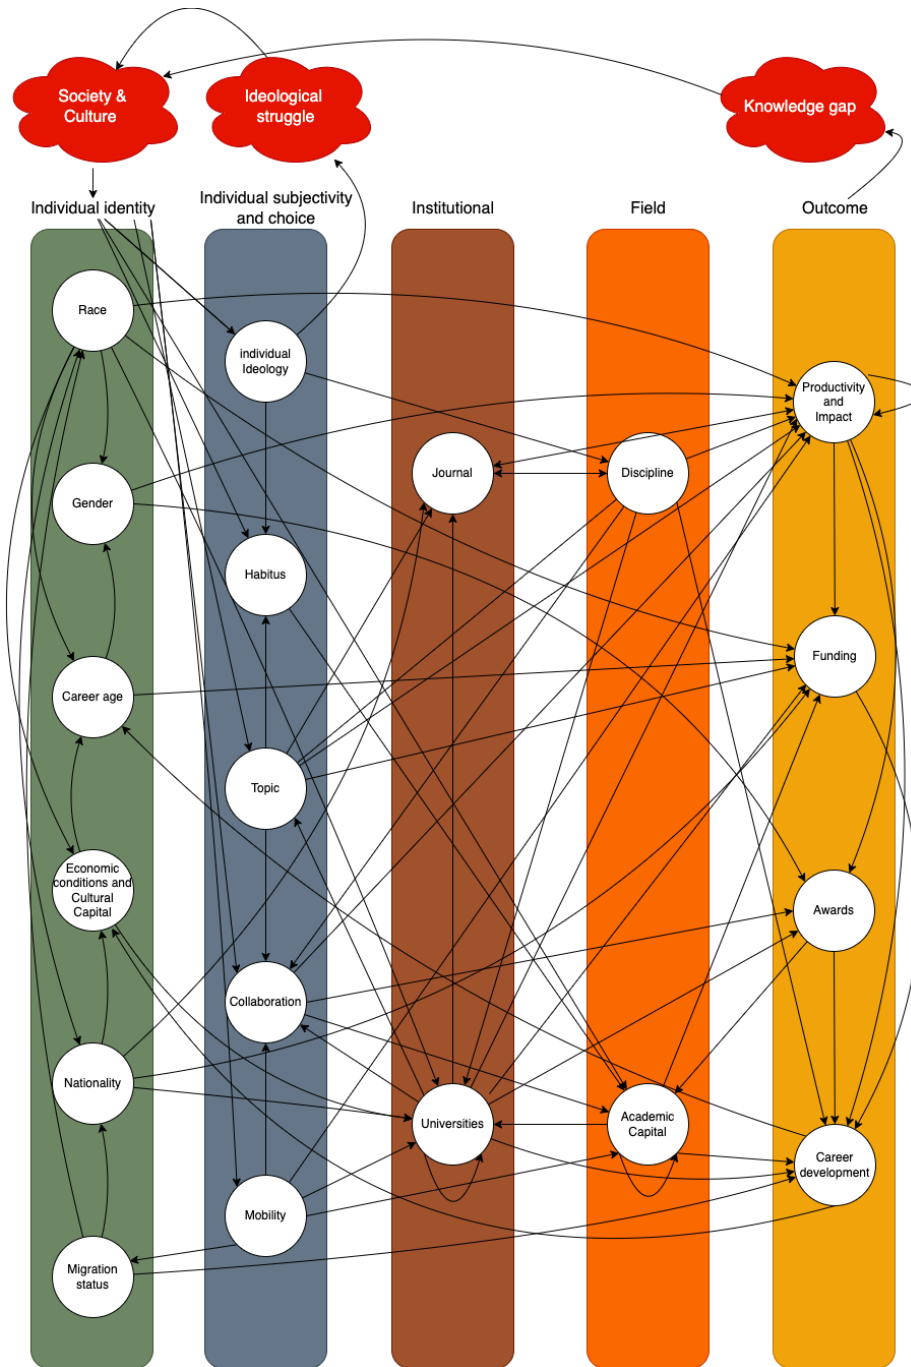 Society &
Culture
Ideological
struggle
Knowledge gap
Individual identity
Individual subjectivity
and choice
Institutional
Field
Outcome
Race
individual
Ideology
Productivity
and
Impact
Gender
Journal
Discipline
Habitus
Career age
Funding
Topic
Economic
conditions and
Cultural
Capital
Awards
Collaboration
Nationality
Universities
Academic
Capital
Career
development
Mobility
Migration
status